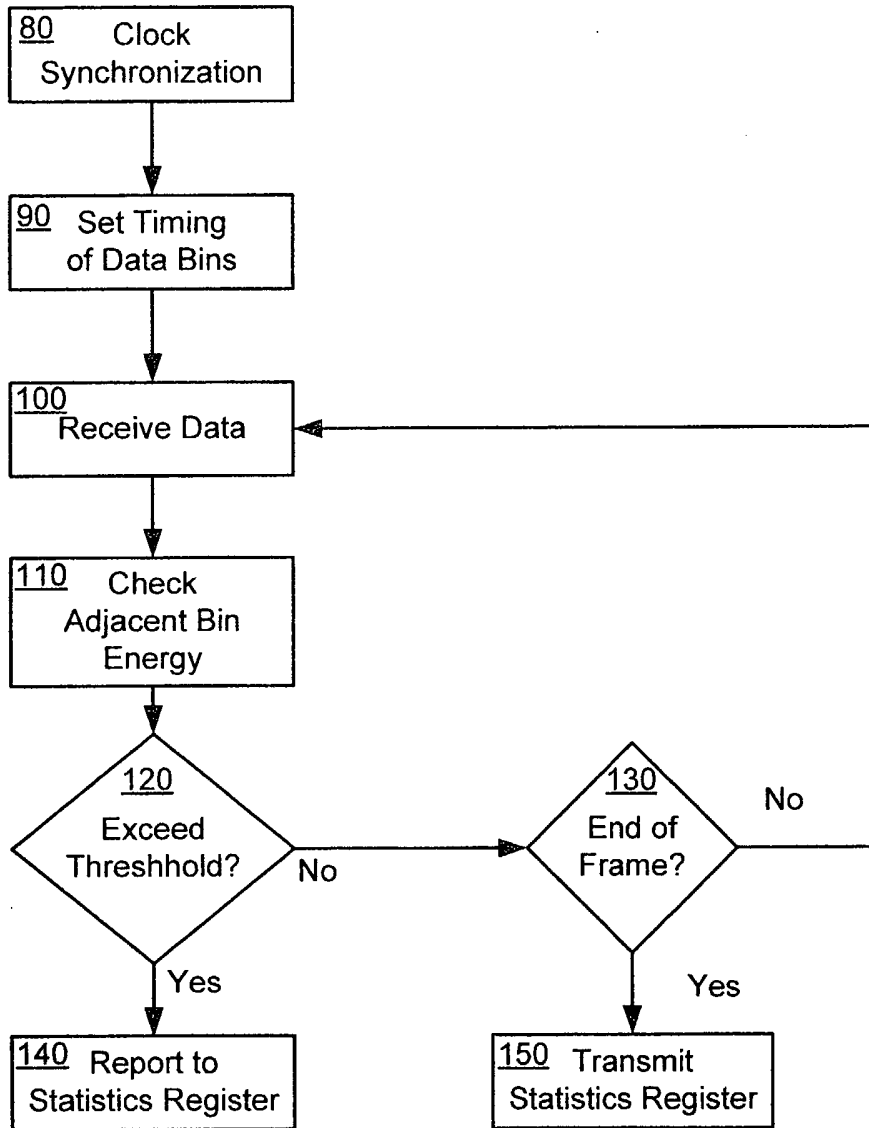 80 Clock
Synchronization
90 Set Timing
of Data Bins
100
Receive Data
110 Check
Adjacent Bin
Energy
120
Exceed
Threshhold?
No
Yes
130
End of
Frame?
No
Yes
140 Report to
Statistics Register
150 Transmit
Statistics Register